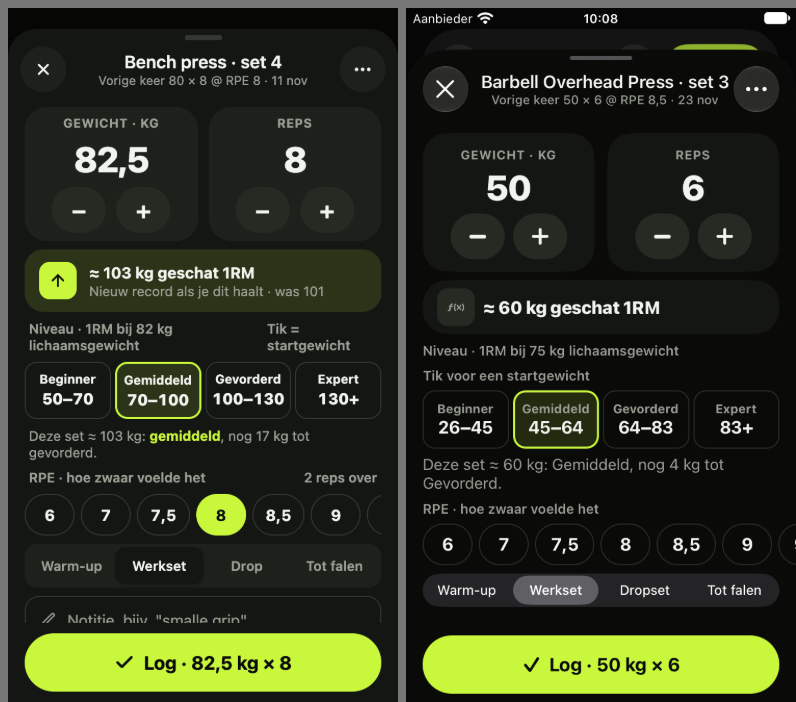 Bench press · set 4
Vorige keer 80 × 8 @ RPE 8 · 11 nov
GEWICHT · KG
REPS
82,5
8
− +
− +
≈ 103 kg geschat 1RM
Nieuw record als je dit haalt · was 101
Niveau · 1RM bij 82 kg lichaamsgewicht
Tik = startgewicht
Beginner
50–70
Gemiddeld
70–100
Gevorderd
100–130
Expert
130+
Deze set ≈ 103 kg: gemiddeld, nog 17 kg tot
gevorderd.
RPE · hoe zwaar voelde het
2 reps over
6 7 7,5 8 8,5 9
Warm-up Werkset Drop Tot falen
Notitie, bijv. "smalle grip"
Log · 82,5 kg × 8
Aanbieder
10:08
Barbell Overhead Press · set 3
Vorige keer 50 × 6 @ RPE 8,5 · 23 nov
GEWICHT · KG
REPS
50
6
− +
− +
f(x)
≈ 60 kg geschat 1RM
Niveau · 1RM bij 75 kg lichaamsgewicht
Tik voor een startgewicht
Beginner
26–45
Gemiddeld
45–64
Gevorderd
64–83
Expert
83+
Deze set ≈ 60 kg: Gemiddeld, nog 4 kg tot
Gevorderd.
RPE · hoe zwaar voelde het
6 7 7,5 8 8,5 9
Warm-up Werkset Dropset Tot falen
Log · 50 kg × 6